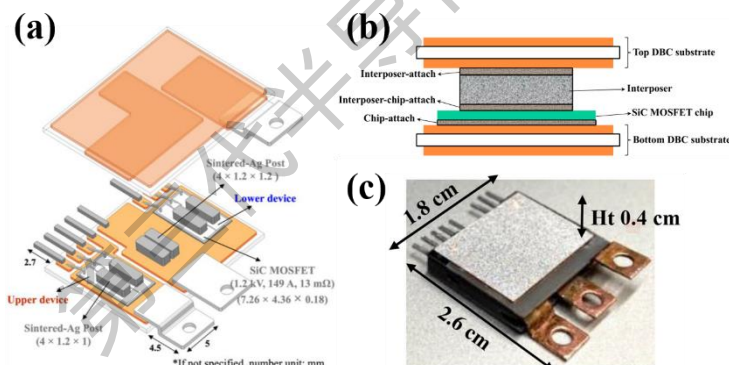 (a)
Sintered-Ag Post
(4 × 1.2 × 1.2 )
Lower device
2.7
SiC MOSFET
(1.2 kV, 149 A, 13 mΩ)
(7.26 × 4.36 × 0.18)
Upper device
Sintered-Ag Post
(4 × 1.2 × 1)
4.5
5
*If not specified, number unit: mm
(b)
Top DBC substrate
Interposer-attach
Interposer
Interposer-chip-attach
SiC MOSFET chip
Chip-attach
Bottom DBC substrate
(c)
1.8 cm
Ht 0.4 cm
2.6 cm
代半导